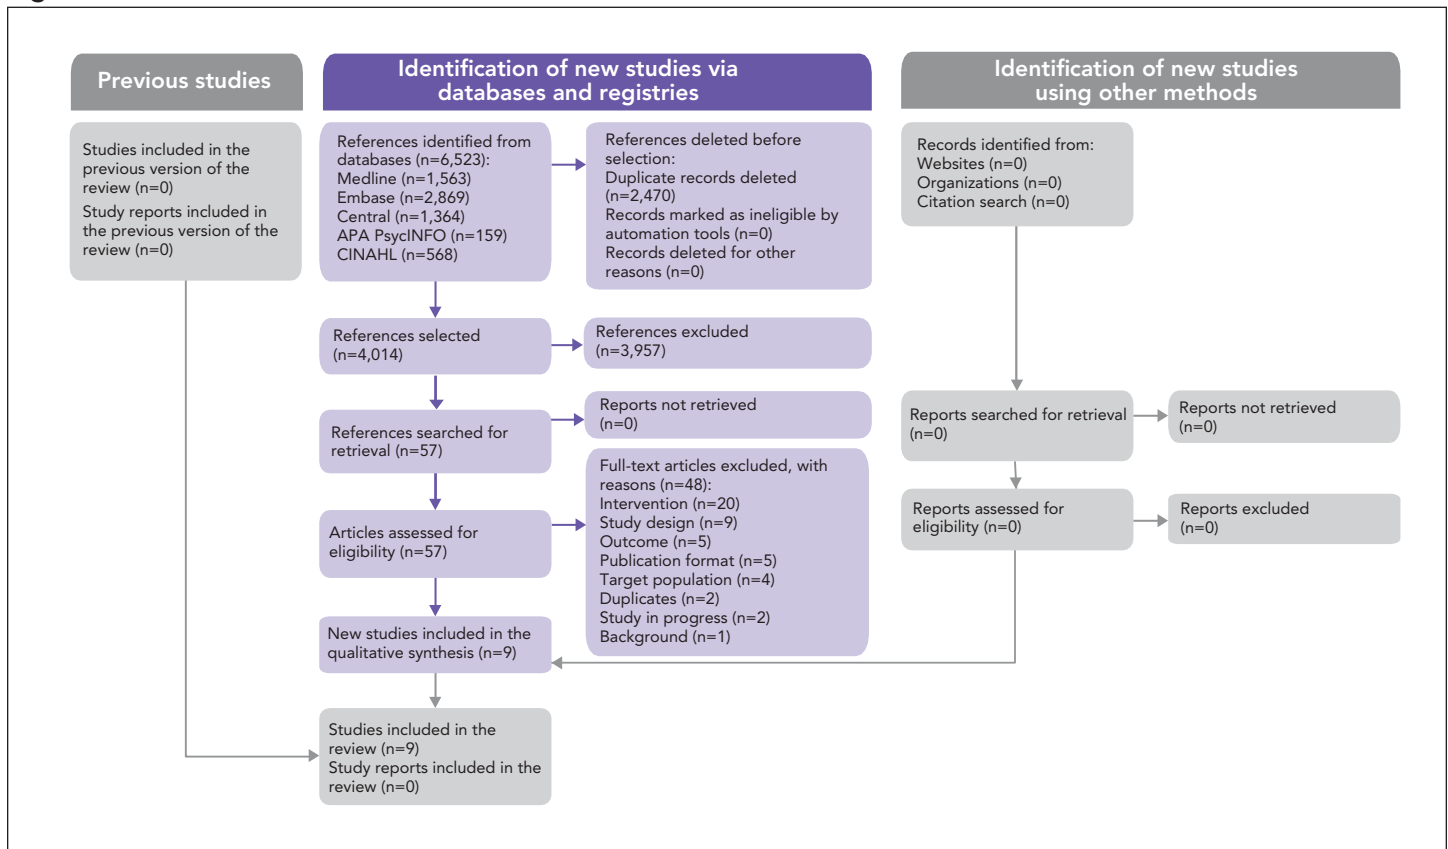 Previous studies
Identification of new studies via
databases and registries
Identification of new studies
using other methods
Studies included in the
previous version of the
review (n=0)
Study reports included in
the previous version of the
review (n=0)
References identified from
databases (n=6,523):
Medline (n=1,563)
Embase (n=2,869)
Central (n=1,364)
APA PsycINFO (n=159)
CINAHL (n=568)
References deleted before
selection:
Duplicate records deleted
(n=2,470)
Records marked as ineligible by
automation tools (n=0)
Records deleted for other
reasons (n=0)
Records identified from:
Websites (n=0)
Organizations (n=0)
Citation search (n=0)
References selected
(n=4,014)
References excluded
(n=3,957)
References searched for
retrieval (n=57)
Reports not retrieved
(n=0)
Reports searched for retrieval
(n=0)
Reports not retrieved
(n=0)
Articles assessed for
eligibility (n=57)
Full-text articles excluded, with
reasons (n=48):
Intervention (n=20)
Study design (n=9)
Outcome (n=5)
Publication format (n=5)
Target population (n=4)
Duplicates (n=2)
Study in progress (n=2)
Background (n=1)
Reports assessed for
eligibility (n=0)
Reports excluded
(n=0)
New studies included in the
qualitative synthesis (n=9)
Studies included in the
review (n=9)
Study reports included in the
review (n=0)